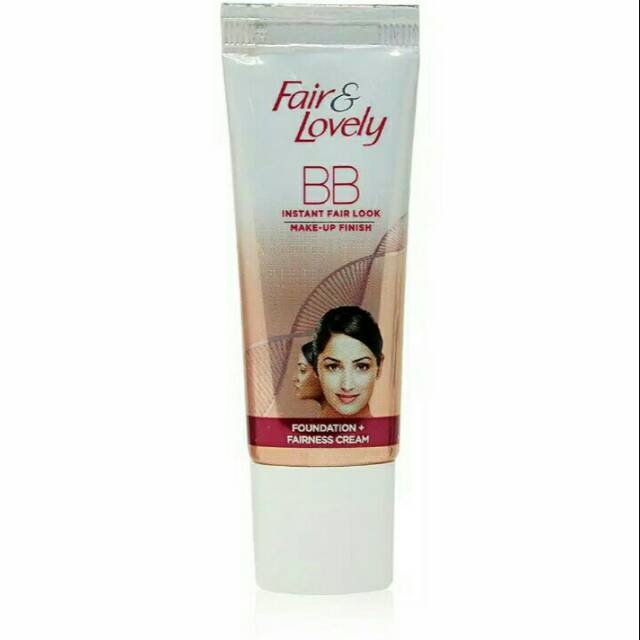 Fair &
Lovely
BB
INSTANT FAIR LOOK
MAKE-UP FINISH
FOUNDATION +
FAIRNESS CREAM